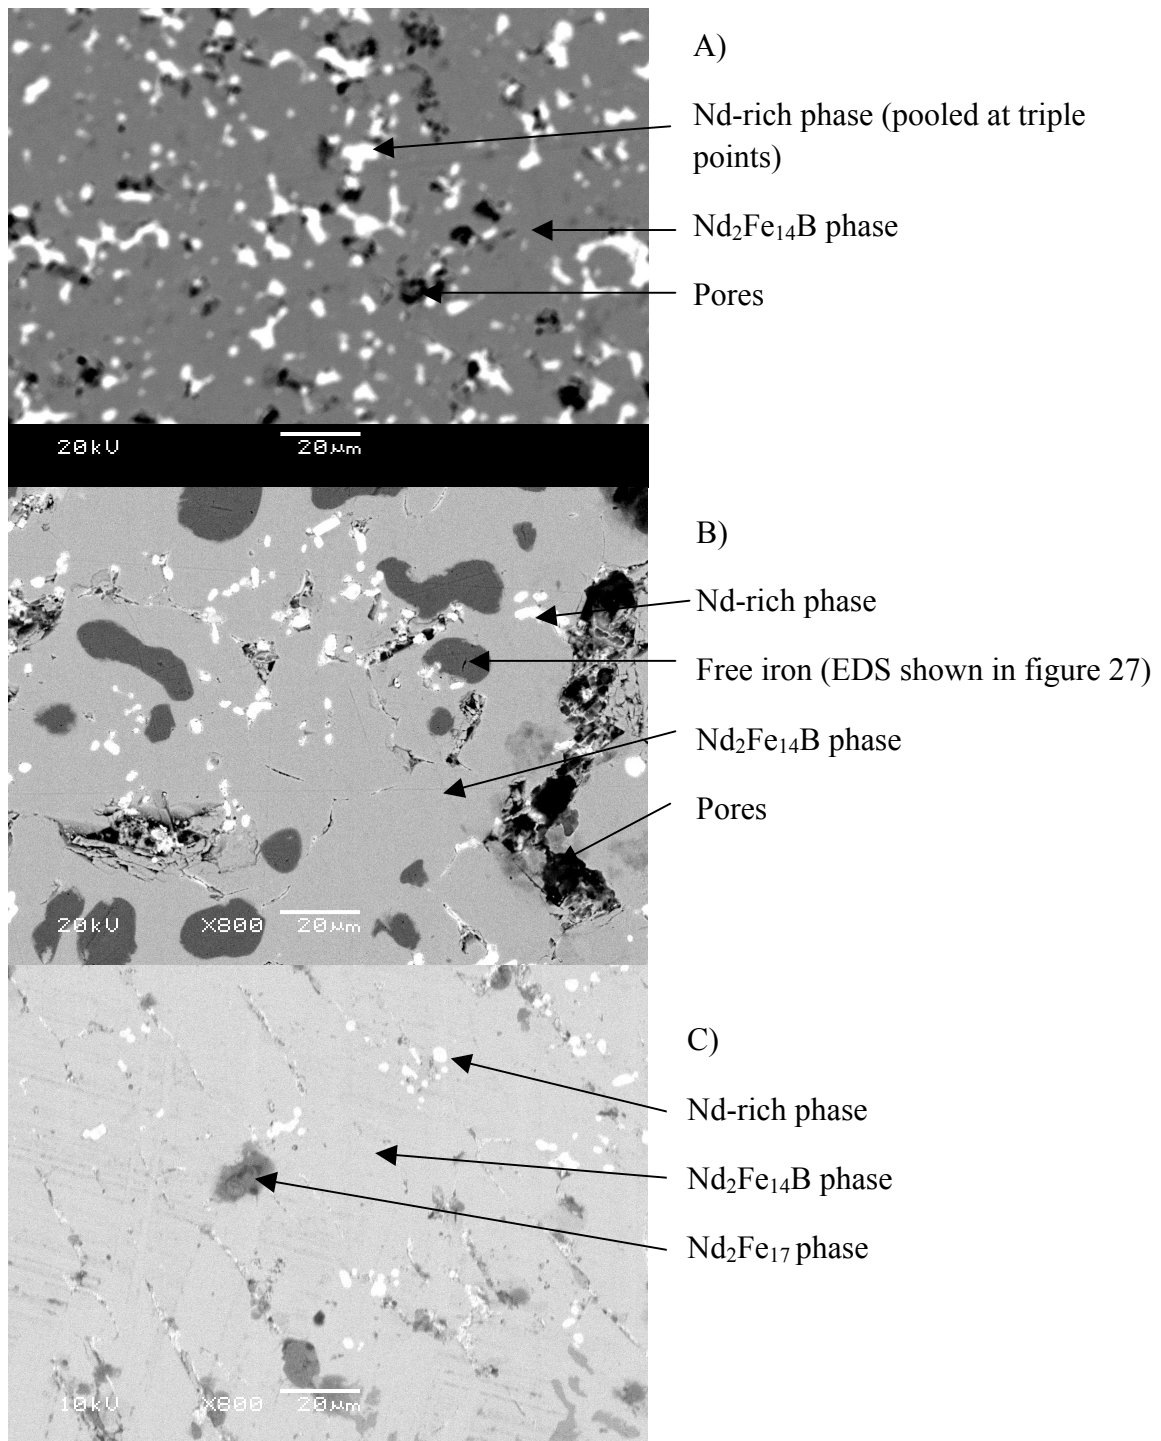 A)
Nd-rich phase (pooled at triple
points)
Nd₂Fe₁₄B phase
Pores
20kV 20µm
B)
Nd-rich phase
Free iron (EDS shown in figure 27)
Nd₂Fe₁₄B phase
Pores
20kV X800 20µm
C)
Nd-rich phase
Nd₂Fe₁₄B phase
Nd₂Fe₁₇ phase
10kV X800 20µm